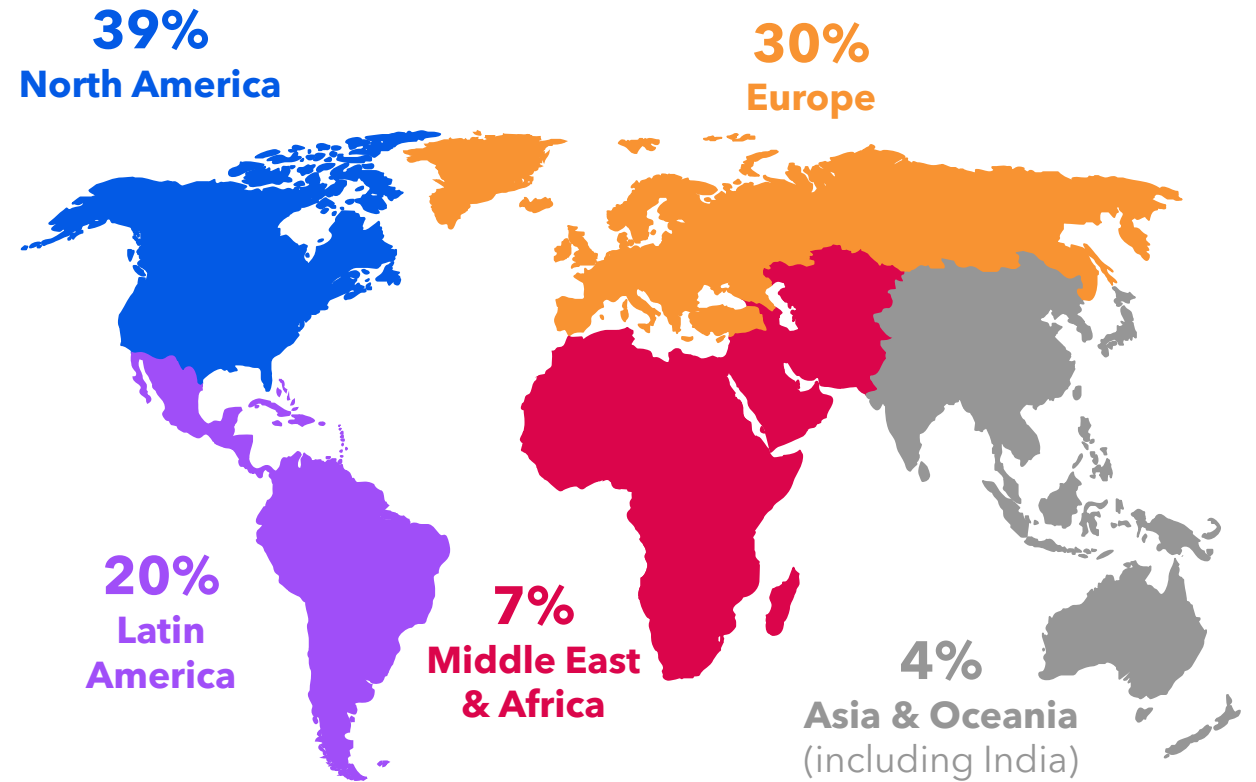 39%
North America
30%
Europe
20%
Latin
America
7%
Middle East
& Africa
4%
Asia & Oceania
(including India)